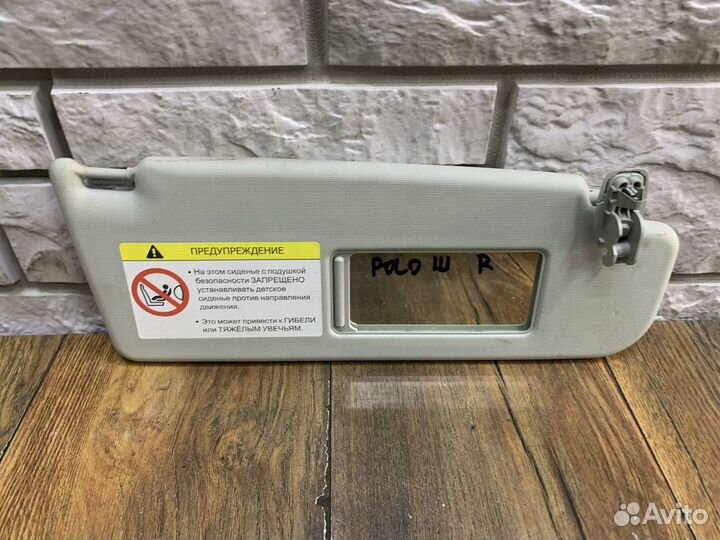 ПРЕДУПРЕЖДЕНИЕ
• На этом сиденье с подушкой
безопасности ЗАПРЕЩЕНО
устанавливать детское
сиденье против направления
движения.
• Это может привести к ГИБЕЛИ
или ТЯЖЁЛЫМ УВЕЧЬЯМ.
POLO Ш R
Avito